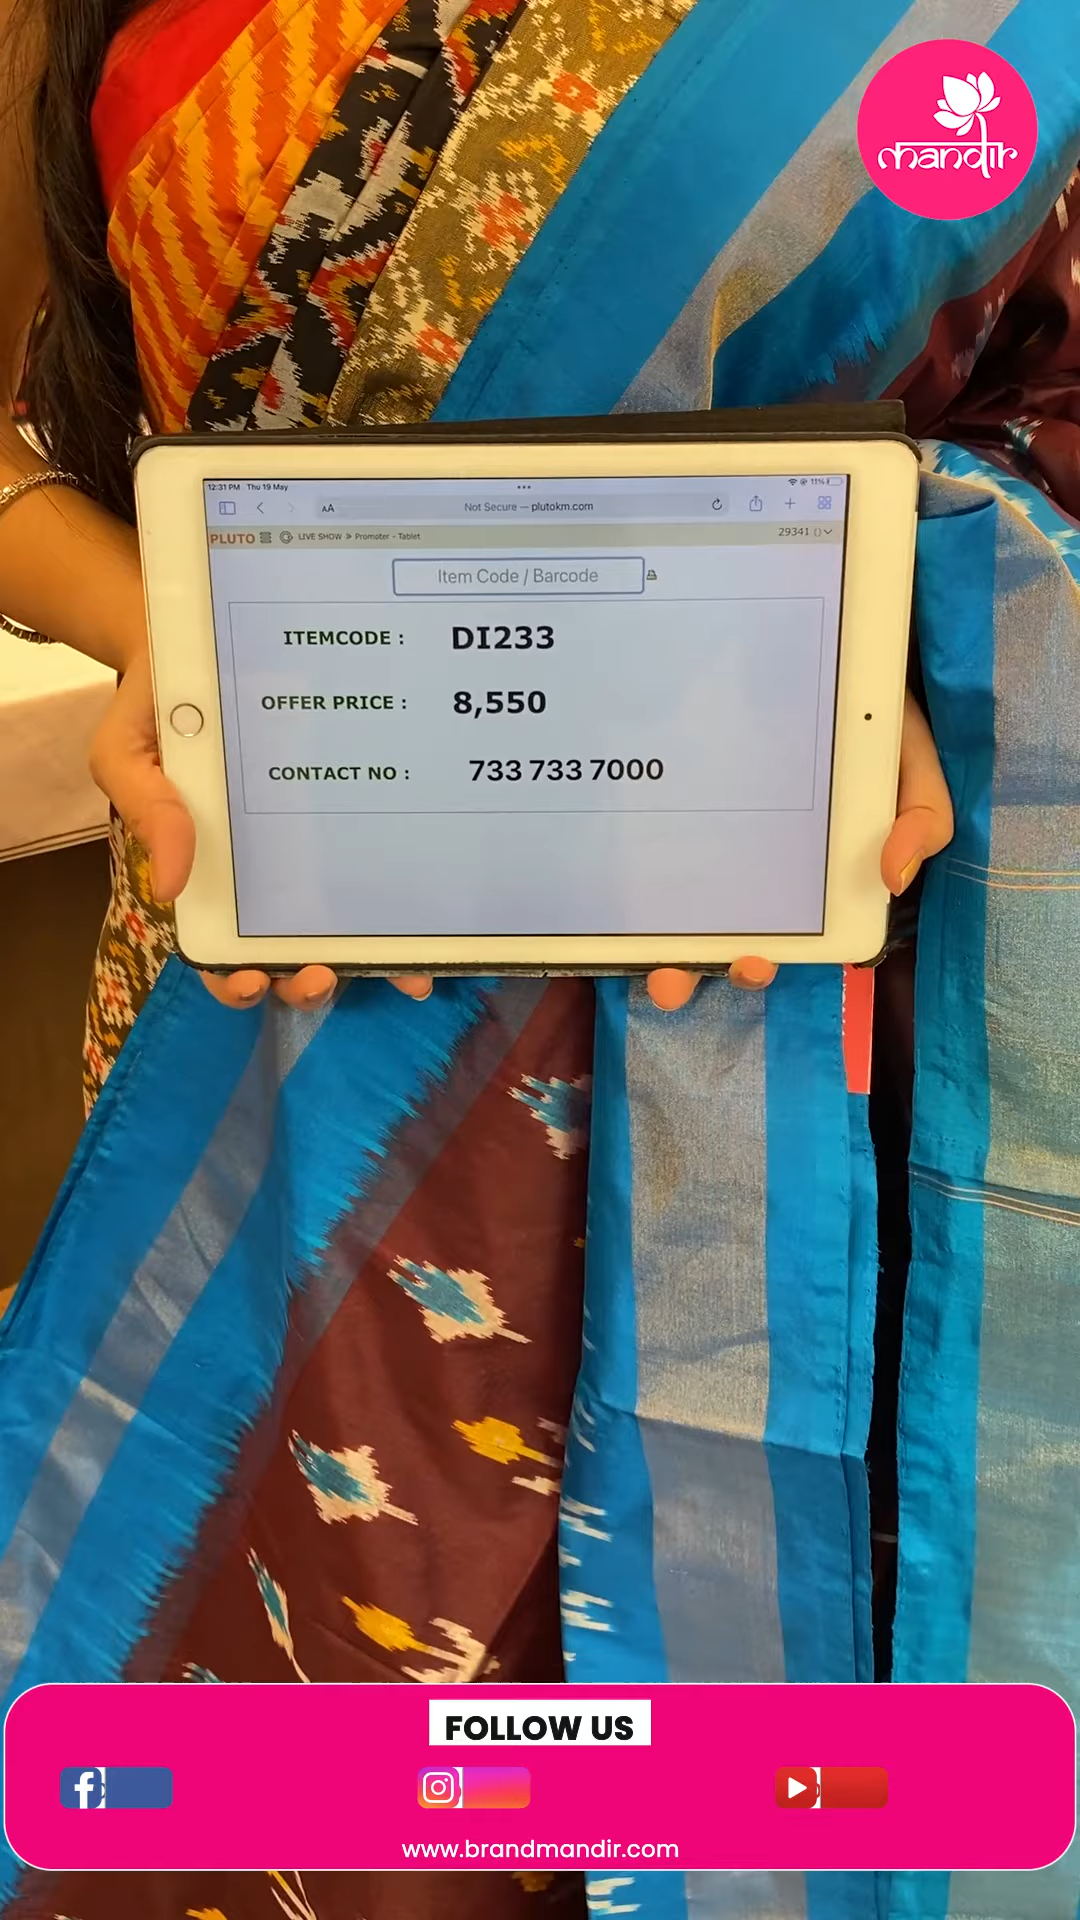 mandir
12:31 PM Thu 19 May
11%
AA
Not Secure — plutokm.com
PLUTO
LIVE SHOW » Promoter - Tablet
29341 ()
Item Code / Barcode
ITEMCODE : DI233
OFFER PRICE : 8,550
CONTACT NO : 733 733 7000
FOLLOW US
www.brandmandir.com